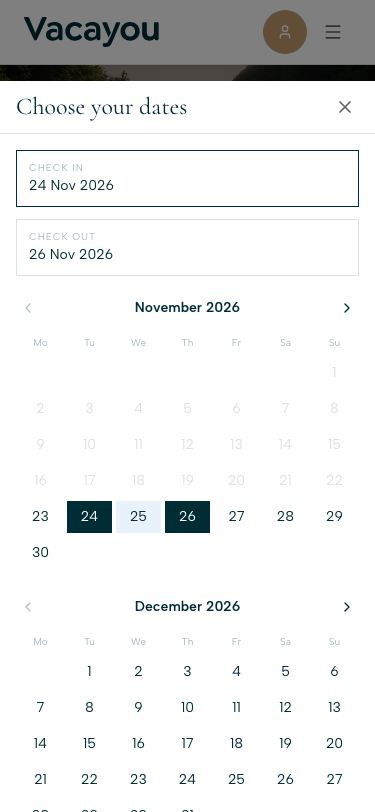 Vacayou
Choose your dates
CHECK IN
24 Nov 2026
CHECK OUT
26 Nov 2026
November 2026
Mo Tu We Th Fr Sa Su
1
2 3 4 5 6 7 8
9 10 11 12 13 14 15
16 17 18 19 20 21 22
23 24 25 26 27 28 29
30
December 2026
Mo Tu We Th Fr Sa Su
1 2 3 4 5 6
7 8 9 10 11 12 13
14 15 16 17 18 19 20
21 22 23 24 25 26 27